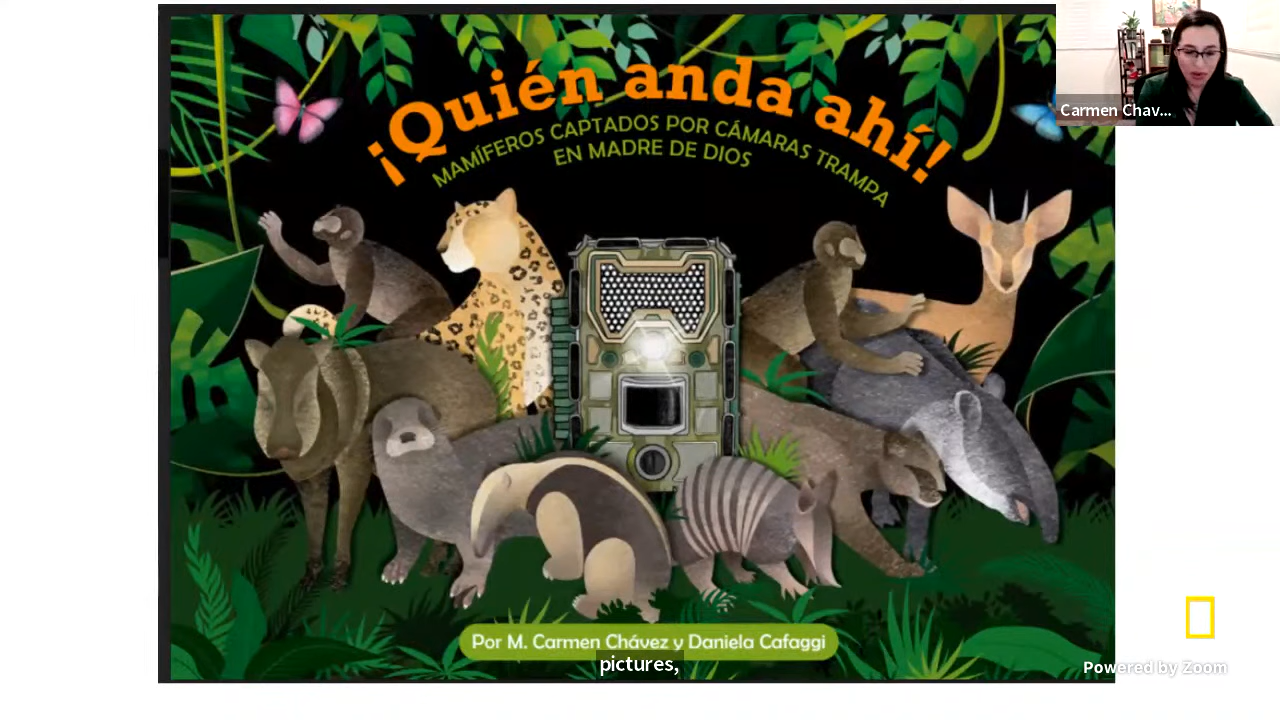 ¡Quién anda ahí!
MAMÍFEROS CAPTADOS POR CÁMARAS TRAMPA
EN MADRE DE DIOS
Carmen Chav...
Por M. Carmen Chávez y Daniela Cafaggi
pictures,
Powered by Zoom